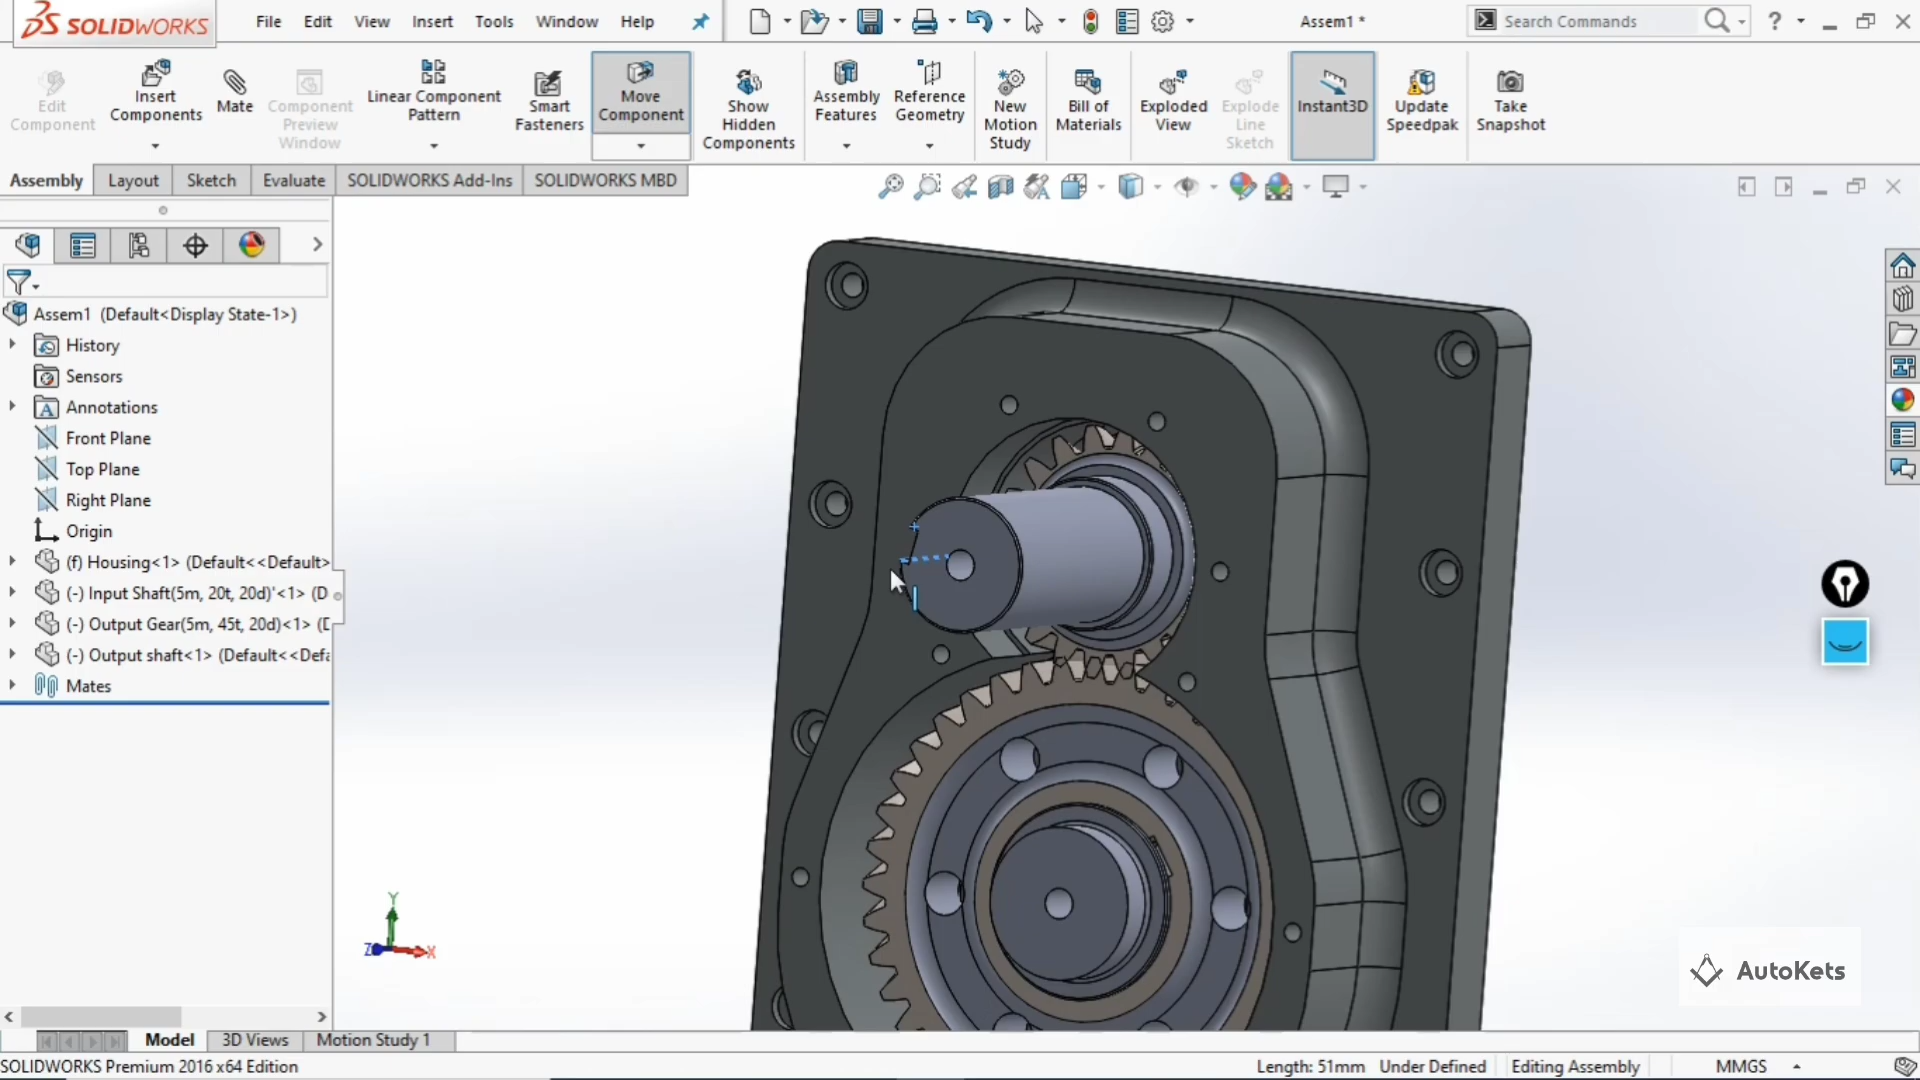 SOLIDWORKS File Edit View Insert Tools Window Help Assem1 * Search Commands ?
Edit Component
Insert Components
Mate
Component Preview Window
Linear Component Pattern
Smart Fasteners
Move Component
Show Hidden Components
Assembly Features
Reference Geometry
New Motion Study
Bill of Materials
Exploded View
Explode Line Sketch
Instant3D
Update Speedpak
Take Snapshot
Assembly Layout Sketch Evaluate SOLIDWORKS Add-Ins SOLIDWORKS MBD
Assem1 (Default<Display State-1>)
History
Sensors
A Annotations
Front Plane
Top Plane
Right Plane
Origin
(f) Housing<1> (Default<<Default>
(-) Input Shaft(5m, 20t, 20d)'<1> (D
(-) Output Gear(5m, 45t, 20d)<1> (D
(-) Output shaft<1> (Default<<Defa
Mates
Y
Z X
AutoKets
Model 3D Views Motion Study 1
SOLIDWORKS Premium 2016 x64 Edition Length: 51mm Under Defined Editing Assembly MMGS